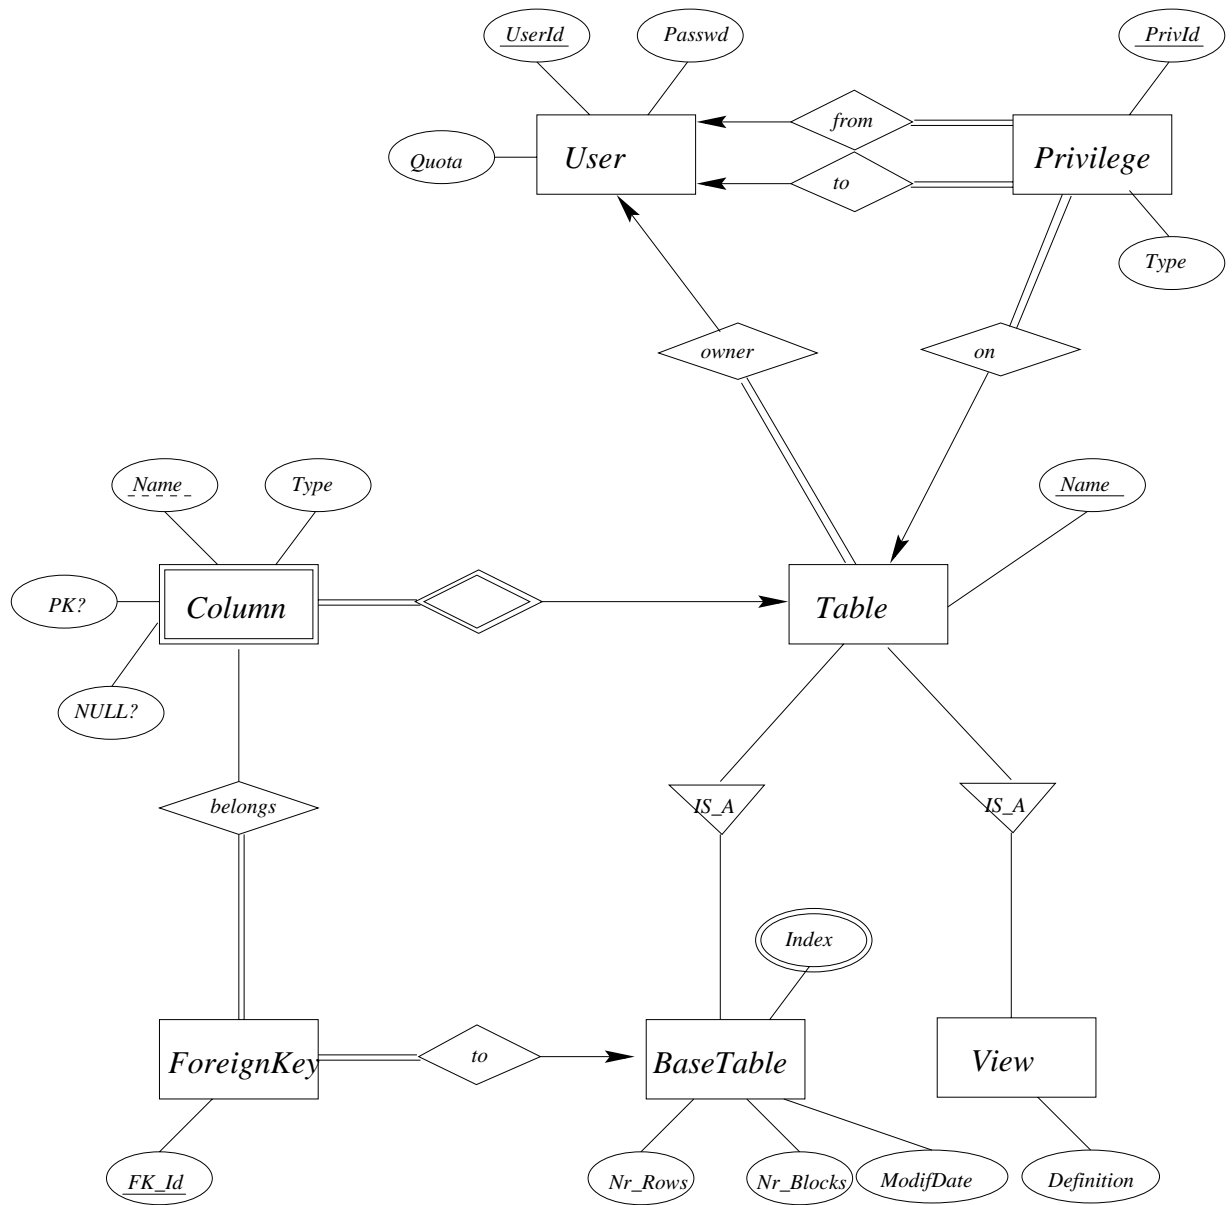 UserId
Passwd
PrivId
from
User
Quota
Privilege
to
Type
owner
on
Name
Type
Name
PK?
Column
Table
NULL?
belongs
IS_A
IS_A
Index
ForeignKey
to
BaseTable
View
FK_Id
Nr_Rows
Nr_Blocks
ModifDate
Definition